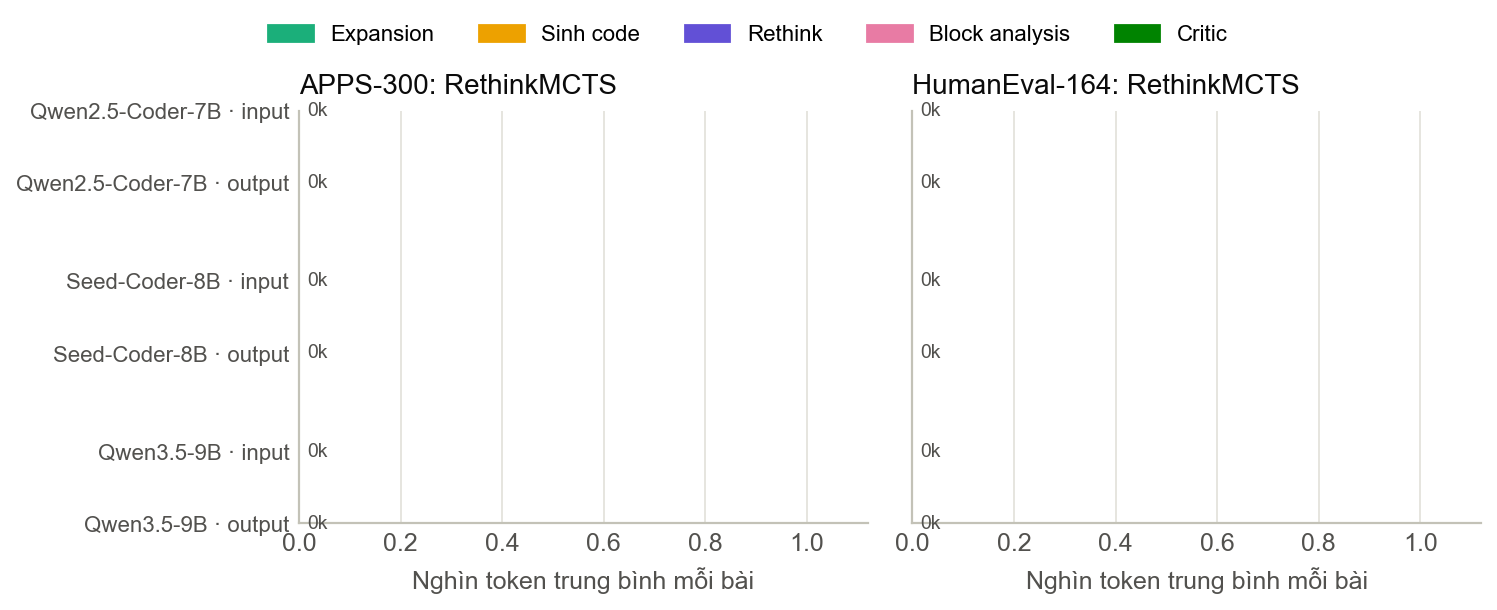 Expansion Sinh code Rethink Block analysis Critic
APPS-300: RethinkMCTS
Qwen2.5-Coder-7B · input 0k
Qwen2.5-Coder-7B · output 0k
Seed-Coder-8B · input 0k
Seed-Coder-8B · output 0k
Qwen3.5-9B · input 0k
Qwen3.5-9B · output 0k
0.0 0.2 0.4 0.6 0.8 1.0
Nghìn token trung bình mỗi bài
HumanEval-164: RethinkMCTS
0k
0k
0k
0k
0k
0k
0.0 0.2 0.4 0.6 0.8 1.0
Nghìn token trung bình mỗi bài